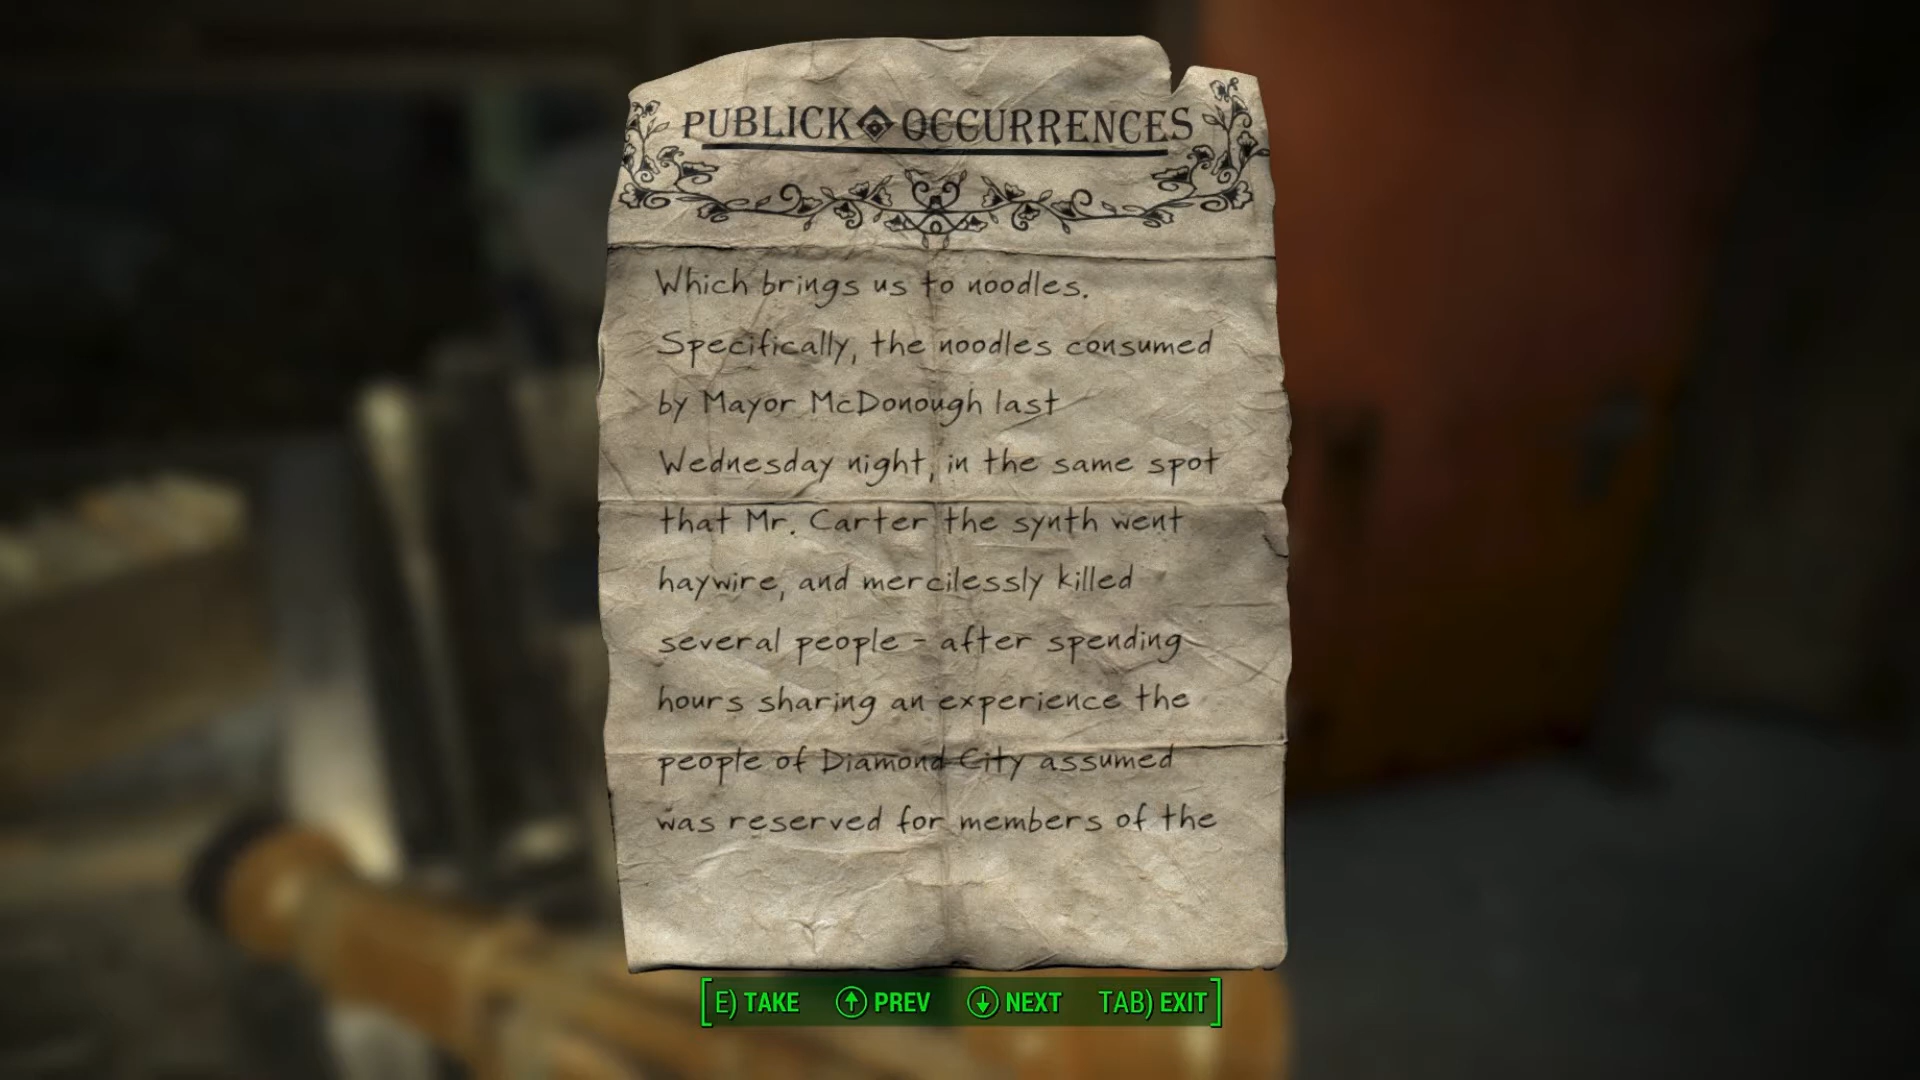 PUBLICK OCCURRENCES
Which brings us to noodles.
Specifically, the noodles consumed
by Mayor McDonough last
Wednesday night, in the same spot
that Mr. Carter the synth went
haywire, and mercilessly killed
several people - after spending
hours sharing an experience the
people of Diamond City assumed
was reserved for members of the
E) TAKE PREV NEXT TAB) EXIT